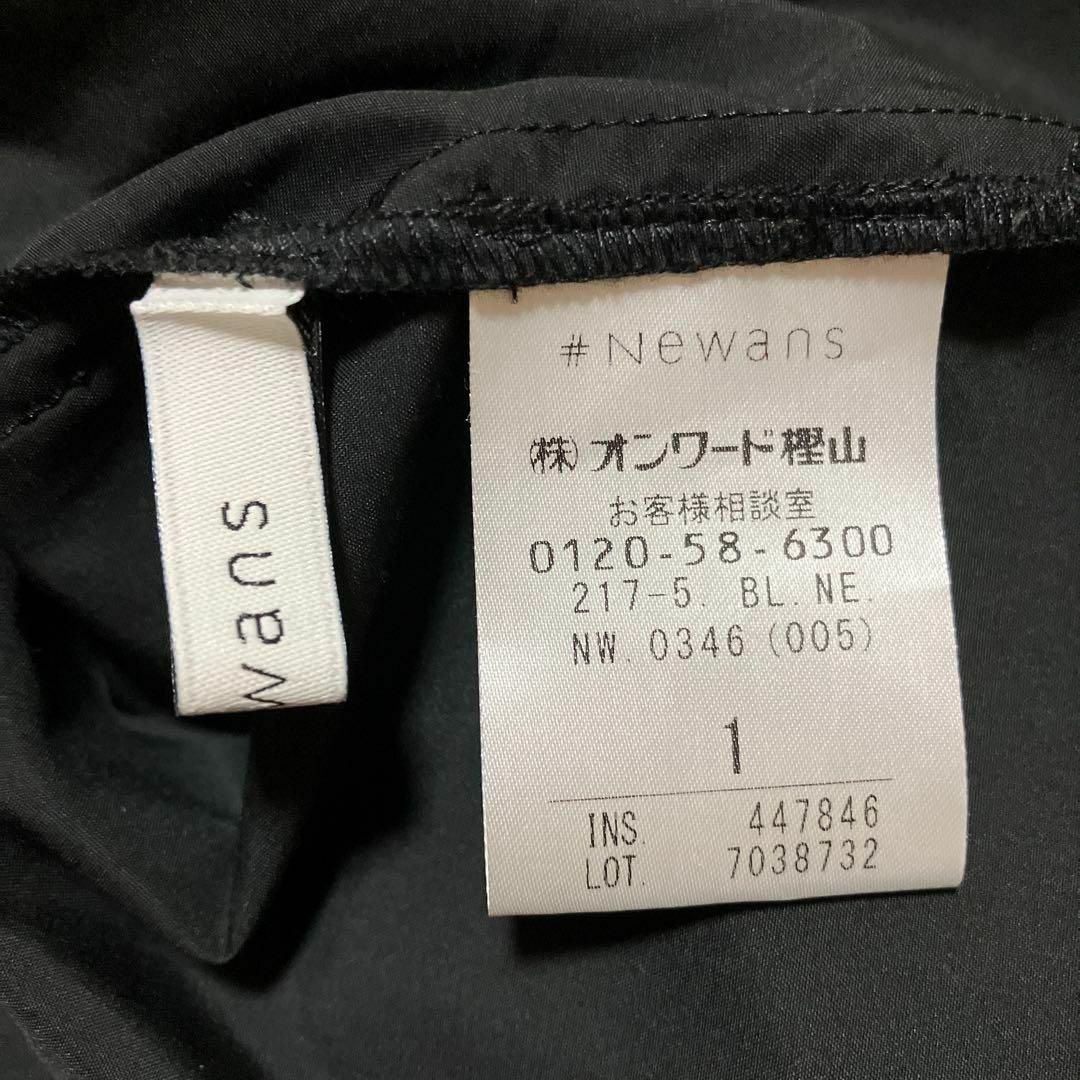 wans
# Newans
(株)オンワード樫山
お客様相談室
0120-58-6300
217-5. BL. NE.
NW. 0346 (005)
1
INS. 447846
LOT. 7038732